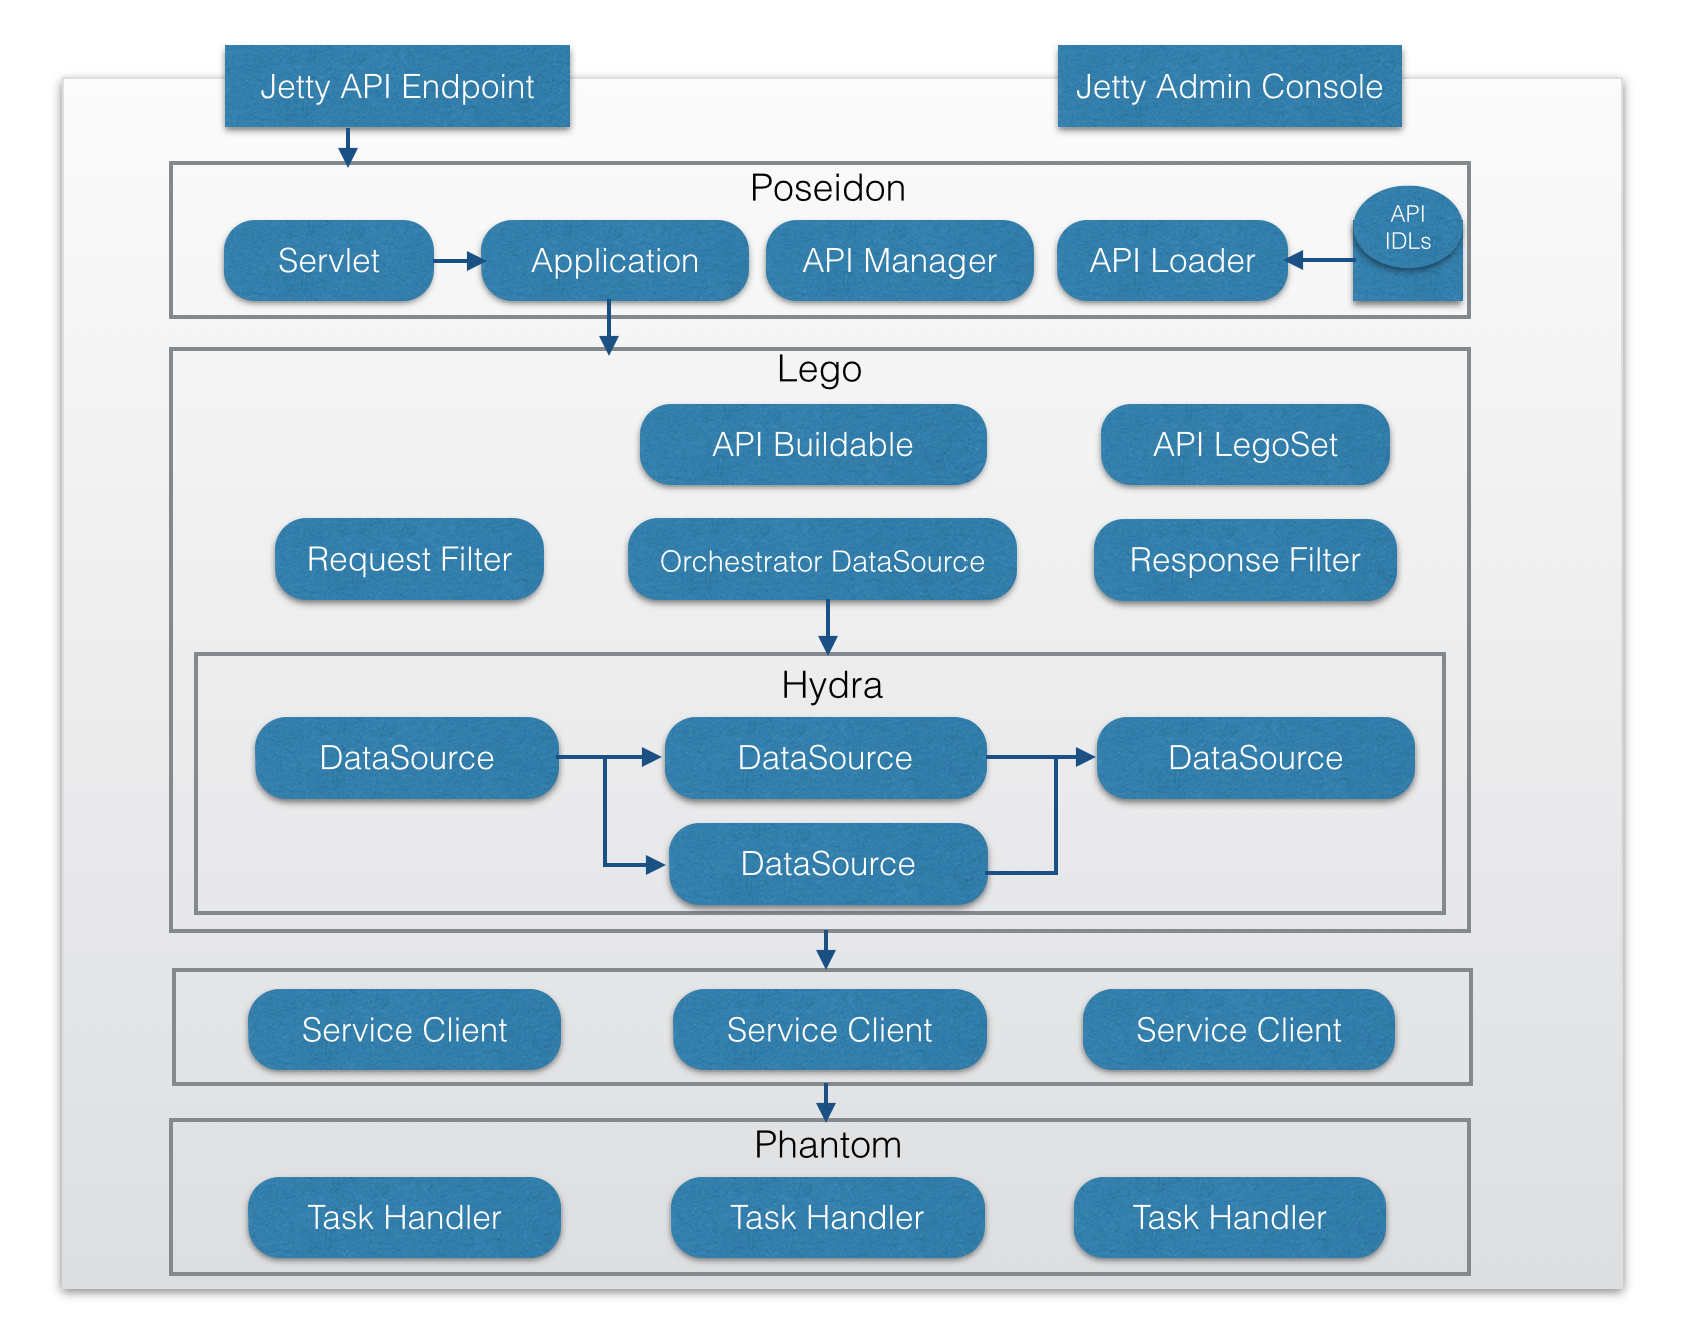 Jetty API Endpoint
Jetty Admin Console
Poseidon
Servlet
Application
API Manager
API Loader
API
IDLs
Lego
API Buildable
API LegoSet
Request Filter
Orchestrator DataSource
Response Filter
Hydra
DataSource
DataSource
DataSource
DataSource
Service Client
Service Client
Service Client
Phantom
Task Handler
Task Handler
Task Handler